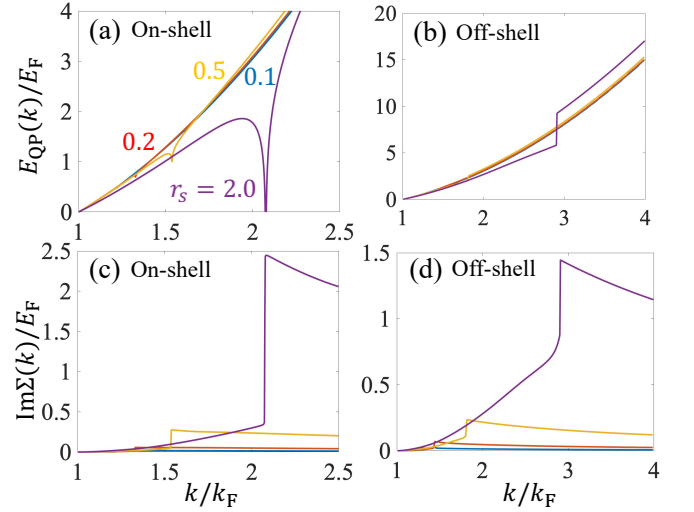 (a) On-shell
(b) Off-shell
E_QP(k)/E_F
4
3
2
1
0
0.5
0.1
0.2
r_s = 2.0
1 1.5 2 2.5
20
15
10
5
0
1 2 3 4
(c) On-shell
(d) Off-shell
ImΣ(k)/E_F
2.5
2
1.5
1
0.5
0
1 1.5 2 2.5
k/k_F
1.5
1
0.5
0
1 2 3 4
k/k_F